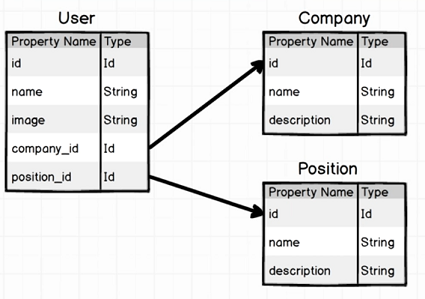 User
Property Name Type
id Id
name String
image String
company_id Id
position_id Id
Company
Property Name Type
id Id
name String
description String
Position
Property Name Type
id Id
name String
description String